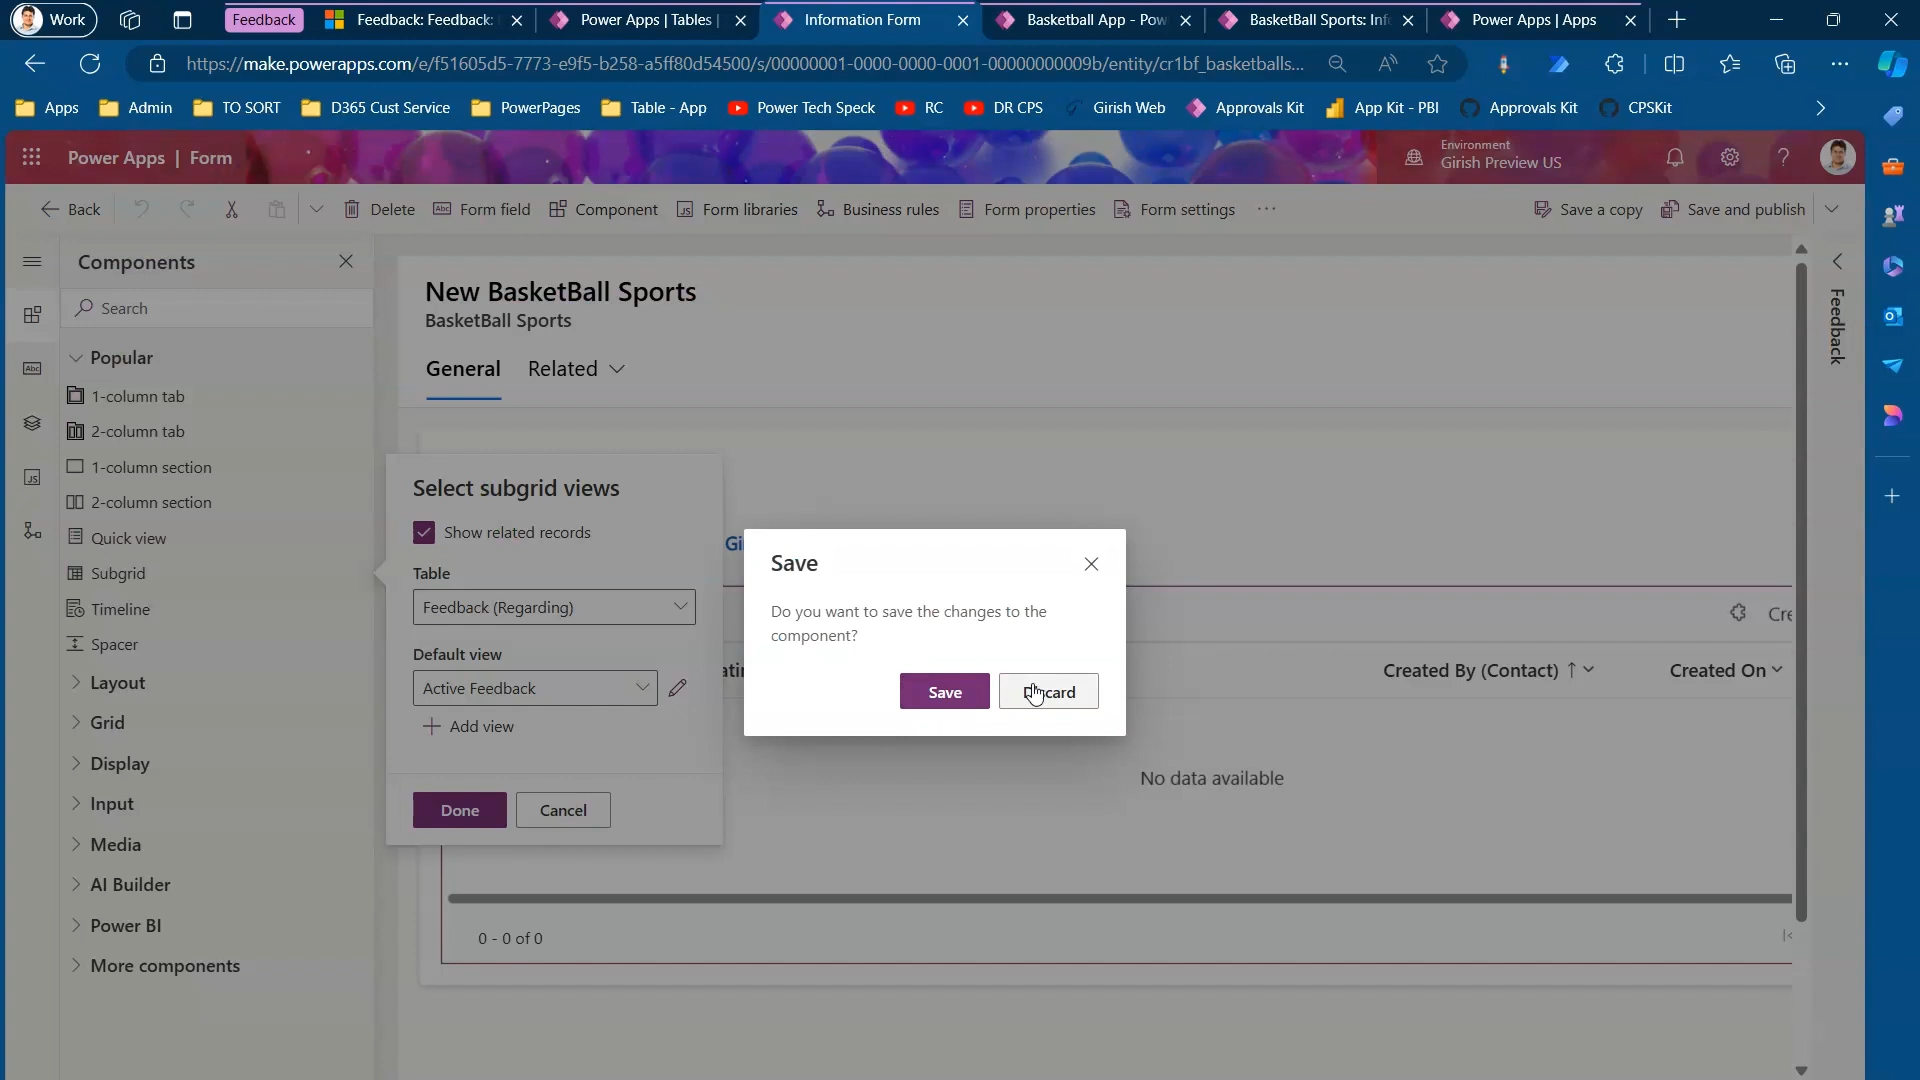 Work
Feedback
Feedback: Feedback:
Power Apps | Tables |
Information Form
Basketball App - Pow
BasketBall Sports: Inf
Power Apps | Apps
https://make.powerapps.com/e/f51605d5-7773-e9f5-b258-a5ff80d54500/s/00000001-0000-0000-0001-00000000009b/entity/cr1bf_basketballs...
Apps
Admin
TO SORT
D365 Cust Service
PowerPages
Table - App
Power Tech Speck
RC
DR CPS
Girish Web
Approvals Kit
App Kit - PBI
Approvals Kit
CPSKit
Power Apps | Form
Environment
Girish Preview US
Back
Delete
Form field
Component
Form libraries
Business rules
Form properties
Form settings
Save a copy
Save and publish
Components
Search
Popular
1-column tab
2-column tab
1-column section
2-column section
Quick view
Subgrid
Timeline
Spacer
Layout
Grid
Display
Input
Media
AI Builder
Power BI
More components
New BasketBall Sports
BasketBall Sports
General
Related
Select subgrid views
Show related records
Table
Feedback (Regarding)
Default view
Active Feedback
Add view
Done
Cancel
Save
Do you want to save the changes to the
component?
Save
Discard
Created By (Contact)
Created On
No data available
0 - 0 of 0
Feedback